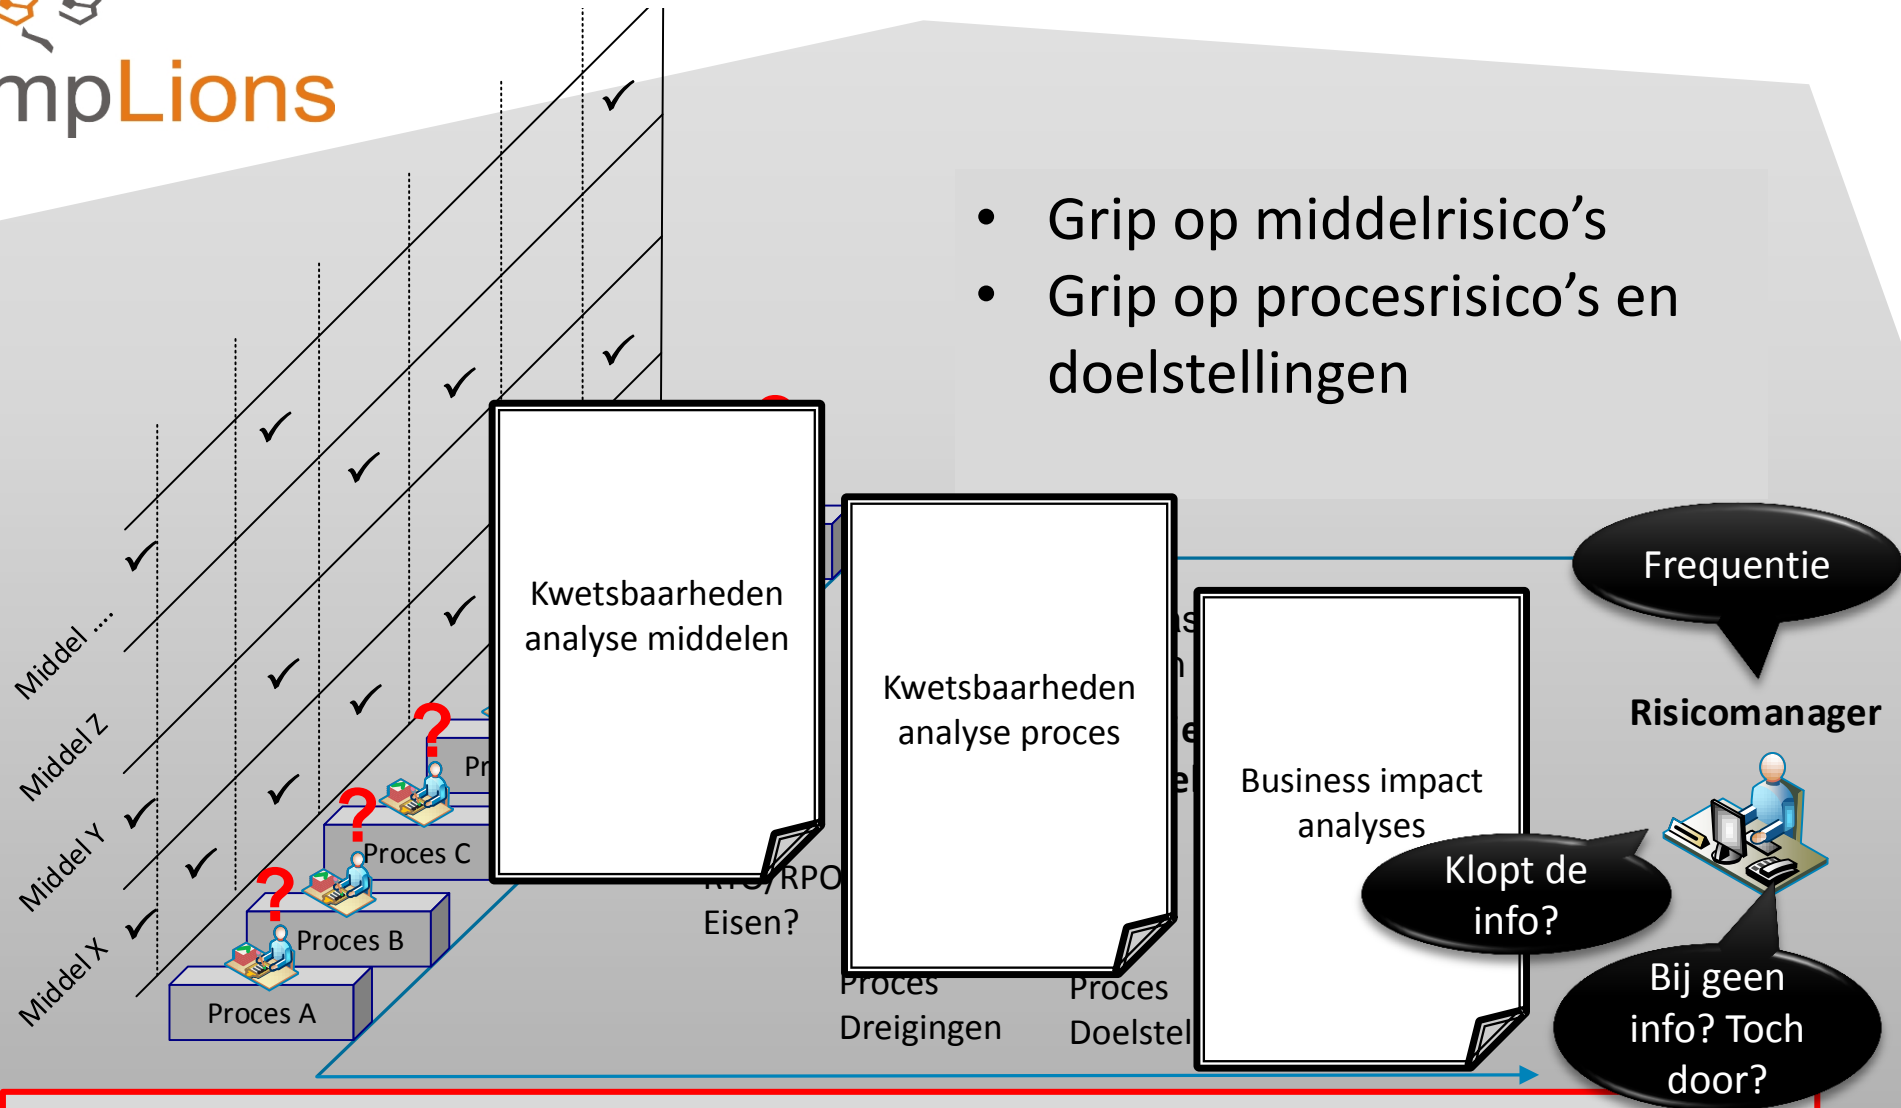 mpLions
• Grip op middelrisico’s
• Grip op procesrisico’s en
doelstellingen
Kwetsbaarheden
analyse middelen
Kwetsbaarheden
analyse proces
Business impact
analyses
Frequentie
Risicomanager
Klopt de
info?
Bij geen
info? Toch
door?
Middel ....
Middel Z
Middel Y
Middel X
?
?
?
Proces C
Proces B
Proces A
RTO/RPO
Eisen?
Proces
Dreigingen
Proces
Doelstel